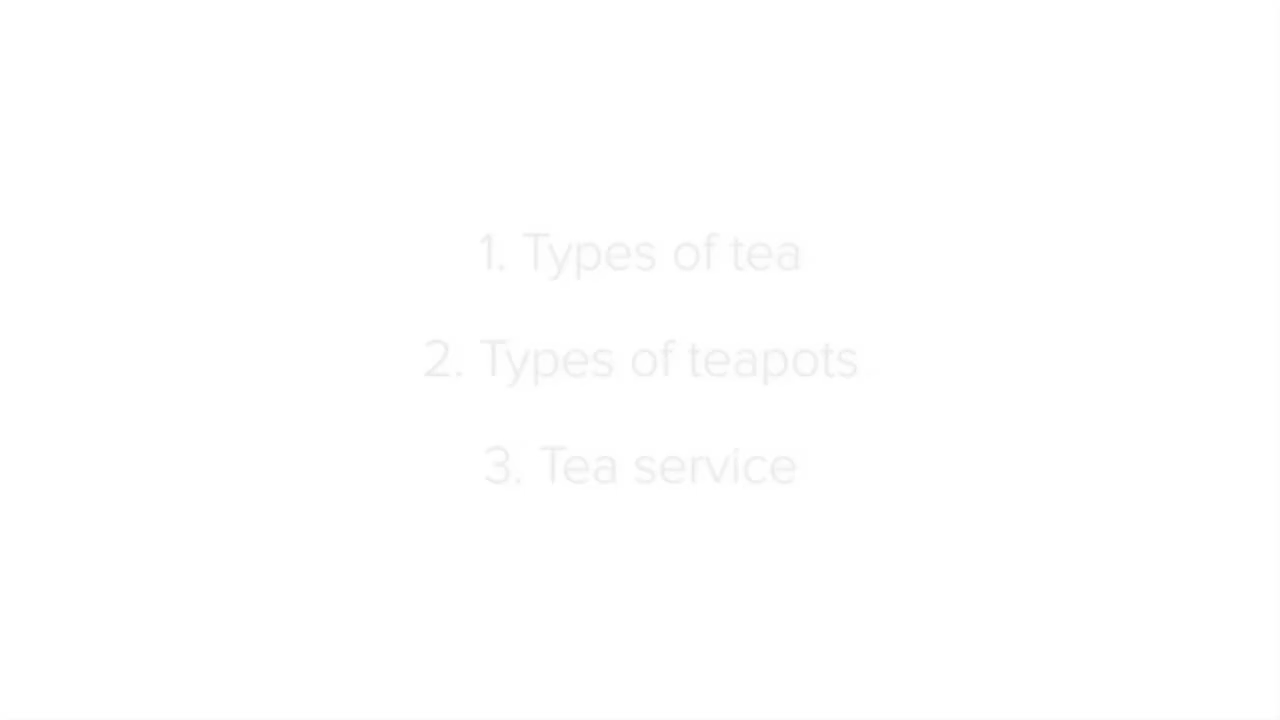 1. Types of tea
2. Types of teapots
3. Tea service